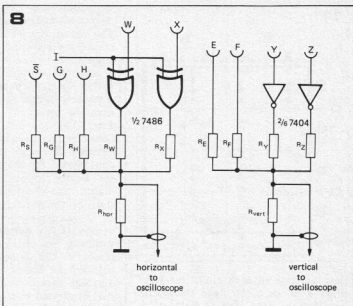 8
W X
I
S̅ G H
E F Y Z
½ 7486
2/6 7404
RS RG RH RW RX
RE RF RY RZ
Rhor
Rvert
horizontal
to
oscilloscope
vertical
to
oscilloscope